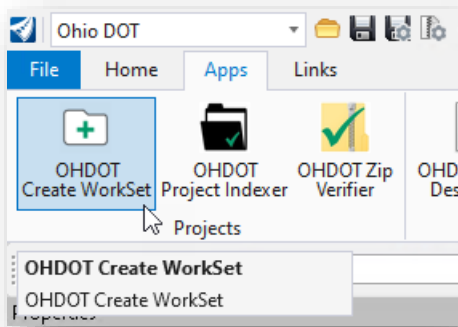 Ohio DOT
File Home Apps Links
OHDOT
Create WorkSet
OHDOT
Project Indexer
OHDOT Zip
Verifier
Projects
OHDOT Create WorkSet
OHDOT Create WorkSet
Properties